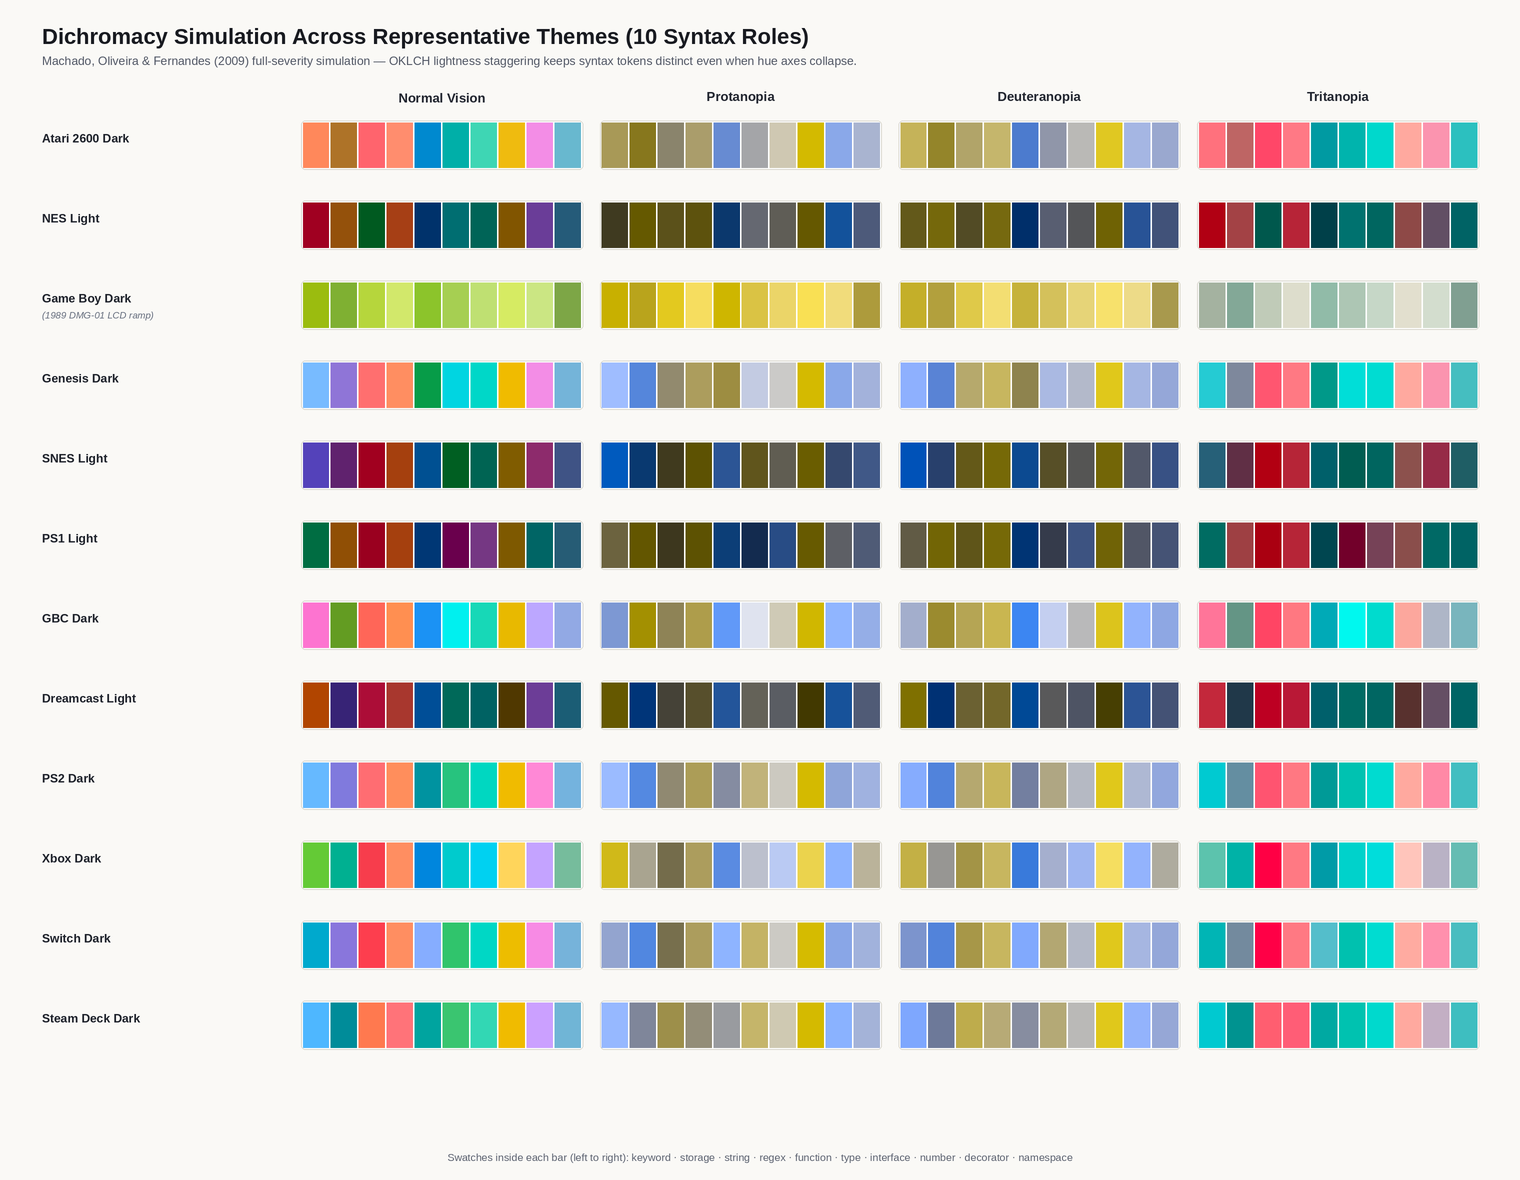 Dichromacy Simulation Across Representative Themes (10 Syntax Roles)
Machado, Oliveira & Fernandes (2009) full-severity simulation — OKLCH lightness staggering keeps syntax tokens distinct even when hue axes collapse.
Normal Vision
Protanopia
Deuteranopia
Tritanopia
Atari 2600 Dark
NES Light
Game Boy Dark
(1989 DMG-01 LCD ramp)
Genesis Dark
SNES Light
PS1 Light
GBC Dark
Dreamcast Light
PS2 Dark
Xbox Dark
Switch Dark
Steam Deck Dark
Swatches inside each bar (left to right): keyword · storage · string · regex · function · type · interface · number · decorator · namespace